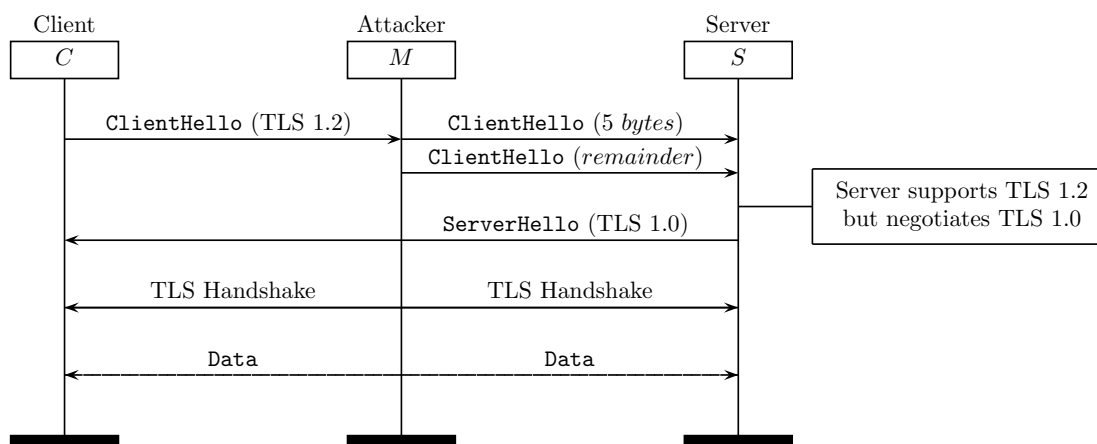 Client
Attacker
Server
C
M
S
ClientHello (TLS 1.2)
ClientHello (5 bytes)
ClientHello (remainder)
Server supports TLS 1.2
but negotiates TLS 1.0
ServerHello (TLS 1.0)
TLS Handshake
TLS Handshake
Data
Data